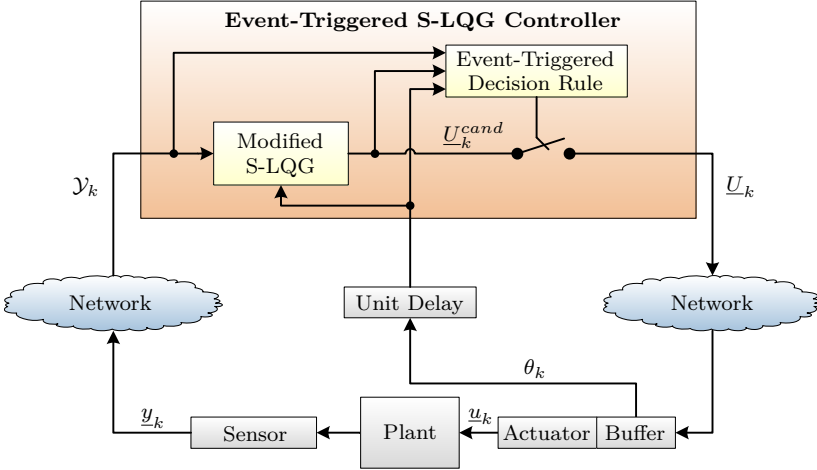 Event-Triggered S-LQG Controller
Event-Triggered
Decision Rule
Modified
S-LQG
U_k^{cand}
𝒴_k
U_k
Network
Network
Unit Delay
θ_k
y_k
u_k
Sensor
Plant
Actuator
Buffer